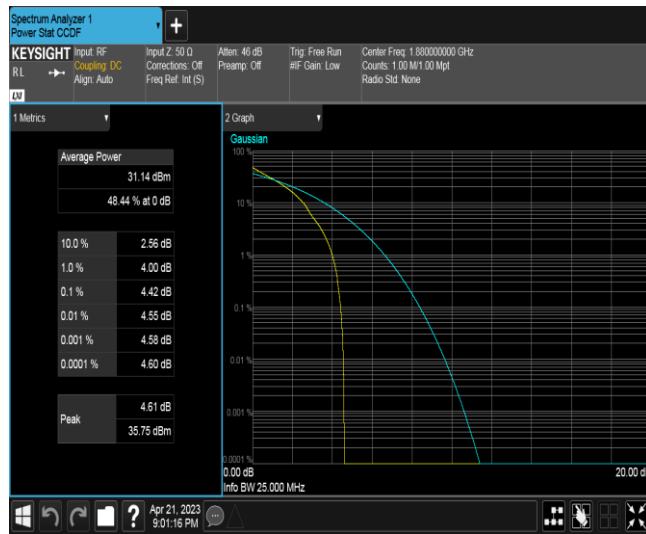 Spectrum Analyzer 1
Power Stat CCDF
+
KEYSIGHT
RL
LXI
Input: RF
Coupling: DC
Align: Auto
Input Z: 50 Ω
Corrections: Off
Freq Ref: Int (S)
Atten: 46 dB
Preamp: Off
Trig: Free Run
#IF Gain: Low
Center Freq: 1.880000000 GHz
Counts: 1.00 M/1.00 Mpt
Radio Std: None
1 Metrics
Average Power
31.14 dBm
48.44 % at 0 dB
10.0 % 2.56 dB
1.0 % 4.00 dB
0.1 % 4.42 dB
0.01 % 4.55 dB
0.001 % 4.58 dB
0.0001 % 4.60 dB
Peak
4.61 dB
35.75 dBm
2 Graph
Gaussian
100 %
10 %
1 %
0.1 %
0.01 %
0.001 %
0.0001 %
0.00 dB 20.00 d
Info BW 25.000 MHz
?
Apr 21, 2023
9:01:16 PM